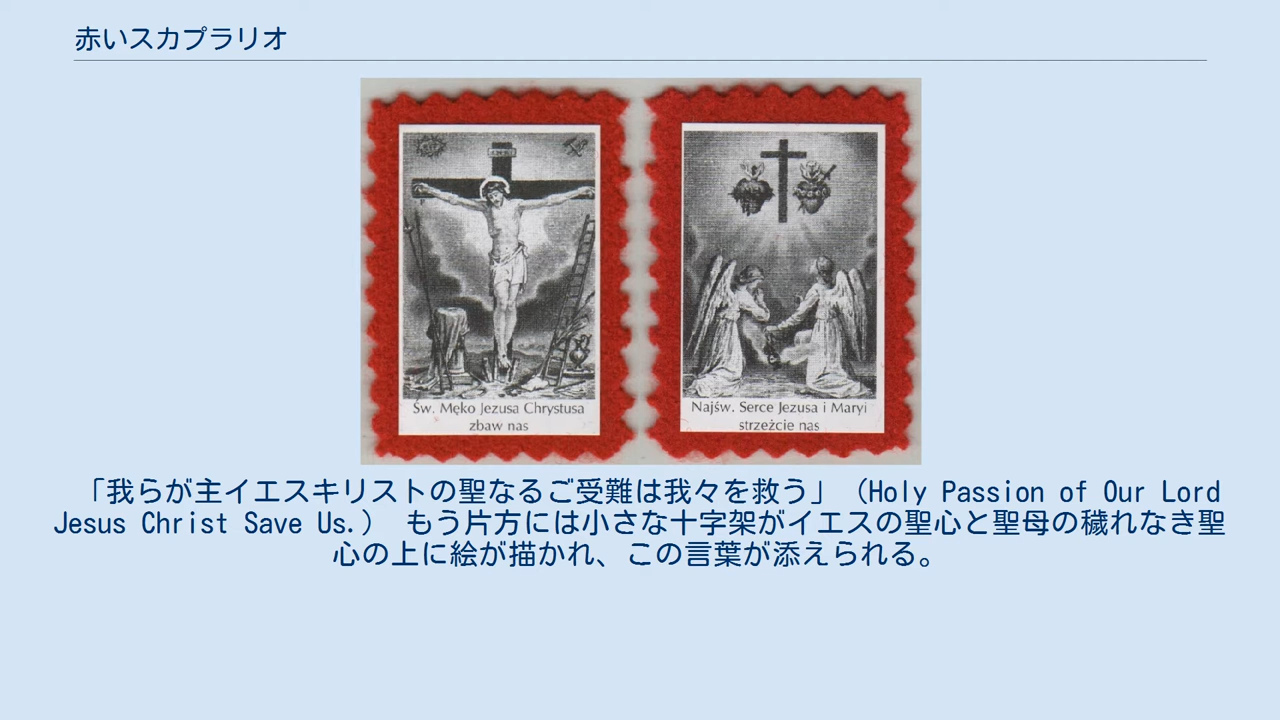 赤いスカプラリオ
Św. Męko Jezusa Chrystusa
zbaw nas
Najśw. Serce Jezusa i Maryi
strzeżcie nas
「我らが主イエスキリストの聖なるご受難は我々を救う」（Holy Passion of Our Lord
Jesus Christ Save Us.） もう片方には小さな十字架がイエスの聖心と聖母の穢れなき聖
心の上に絵が描かれ、この言葉が添えられる。